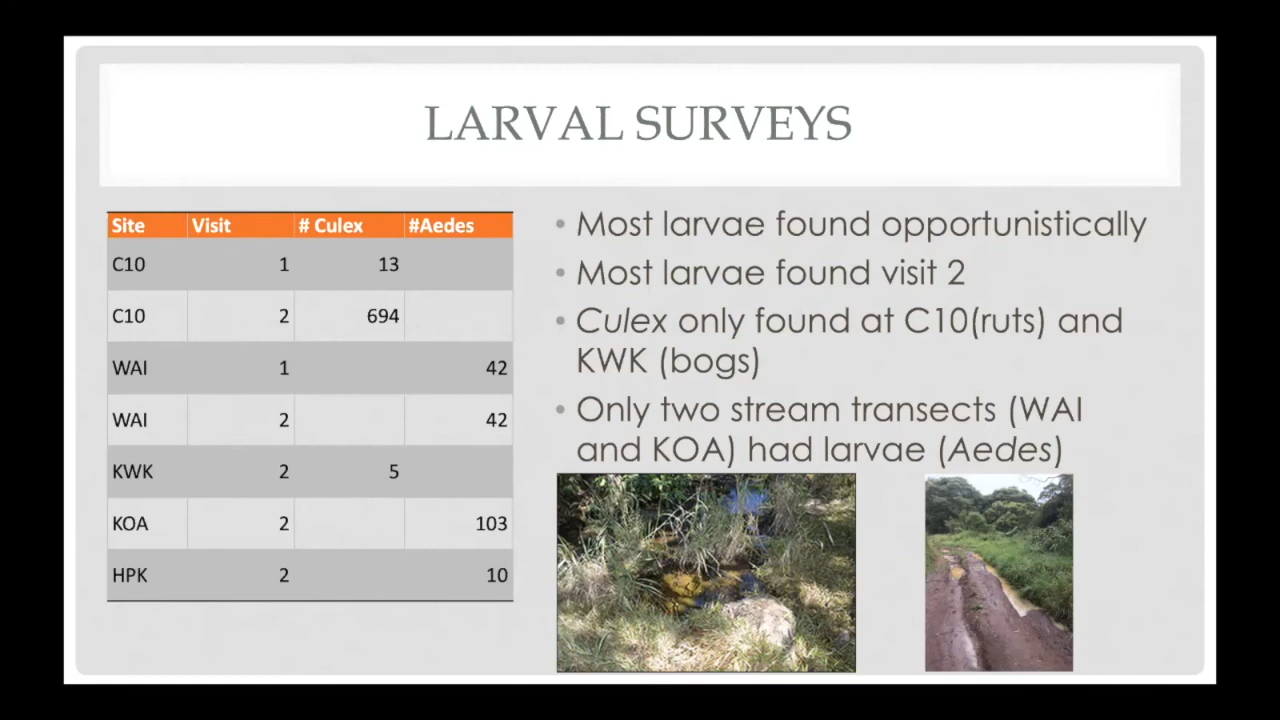 LARVAL SURVEYS
Site Visit # Culex #Aedes
C10 1 13
C10 2 694
WAI 1 42
WAI 2 42
KWK 2 5
KOA 2 103
HPK 2 10
• Most larvae found opportunistically
• Most larvae found visit 2
• Culex only found at C10(ruts) and
KWK (bogs)
• Only two stream transects (WAI
and KOA) had larvae (Aedes)